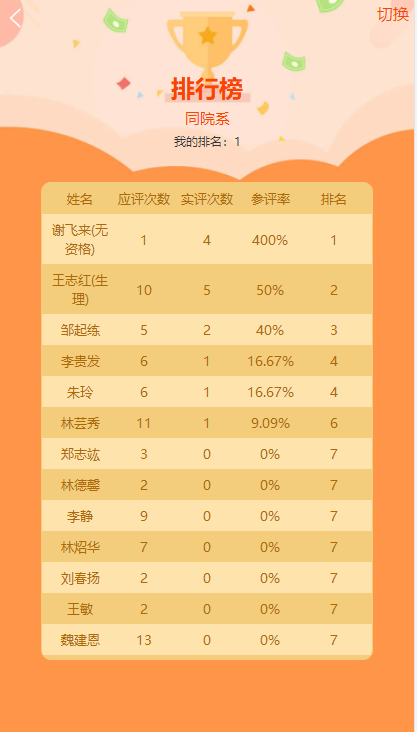 切换
排行榜
同院系
我的排名：1
姓名 应评次数 实评次数 参评率 排名
谢飞来(无
资格) 1 4 400% 1
王志红(生
理) 10 5 50% 2
邹起练 5 2 40% 3
李贵发 6 1 16.67% 4
朱玲 6 1 16.67% 4
林芸秀 11 1 9.09% 6
郑志竑 3 0 0% 7
林德馨 2 0 0% 7
李静 9 0 0% 7
林炤华 7 0 0% 7
刘春扬 2 0 0% 7
王敏 2 0 0% 7
魏建恩 13 0 0% 7